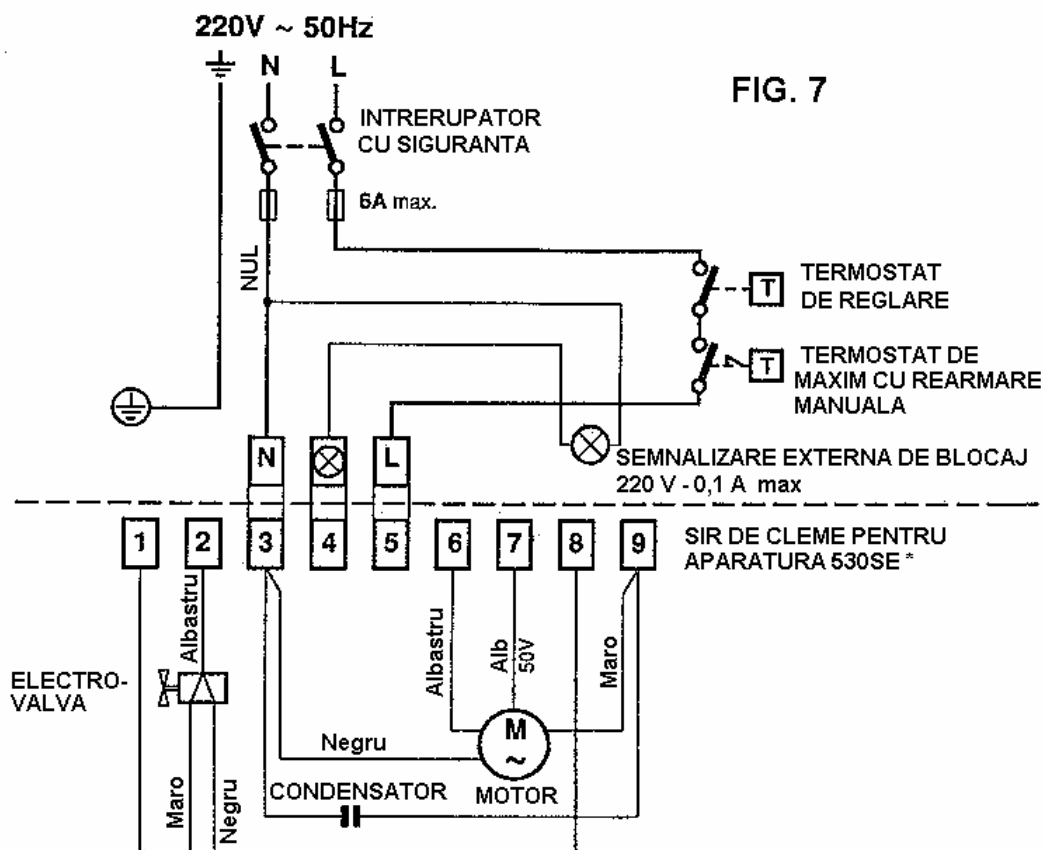 220V ~ 50Hz
N
L
FIG. 7
INTRERUPATOR
CU SIGURANTA
6A max.
NUL
T
TERMOSTAT
DE REGLARE
T
TERMOSTAT DE
MAXIM CU REARMARE
MANUALA
N
L
SEMNALIZARE EXTERNA DE BLOCAJ
220 V - 0,1 A max
1
2
3
4
5
6
7
8
9
SIR DE CLEME PENTRU
APARATURA 530SE *
Albastru
Albastru
Alb
50V
Maro
ELECTRO-
VALVA
M
~
Negru
Maro
Negru
CONDENSATOR
MOTOR